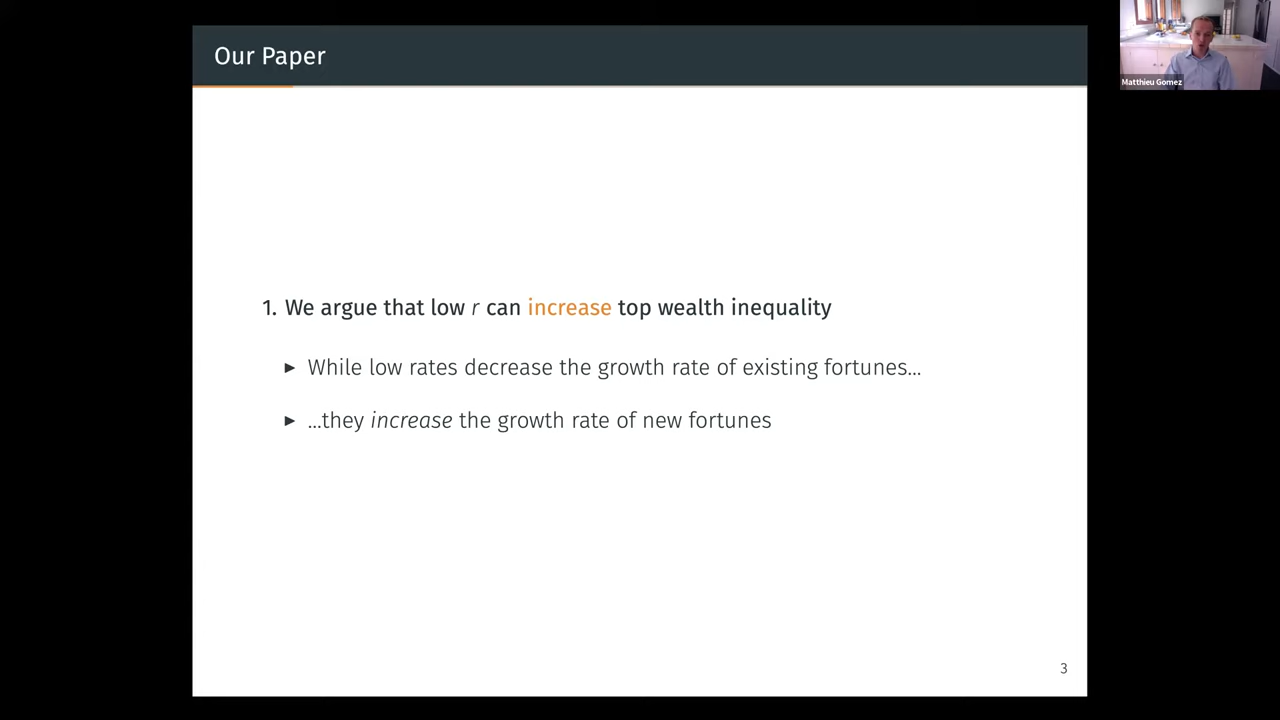 Our Paper
Matthieu Gomez
1. We argue that low r can increase top wealth inequality
▶ While low rates decrease the growth rate of existing fortunes...
▶ ...they increase the growth rate of new fortunes
3